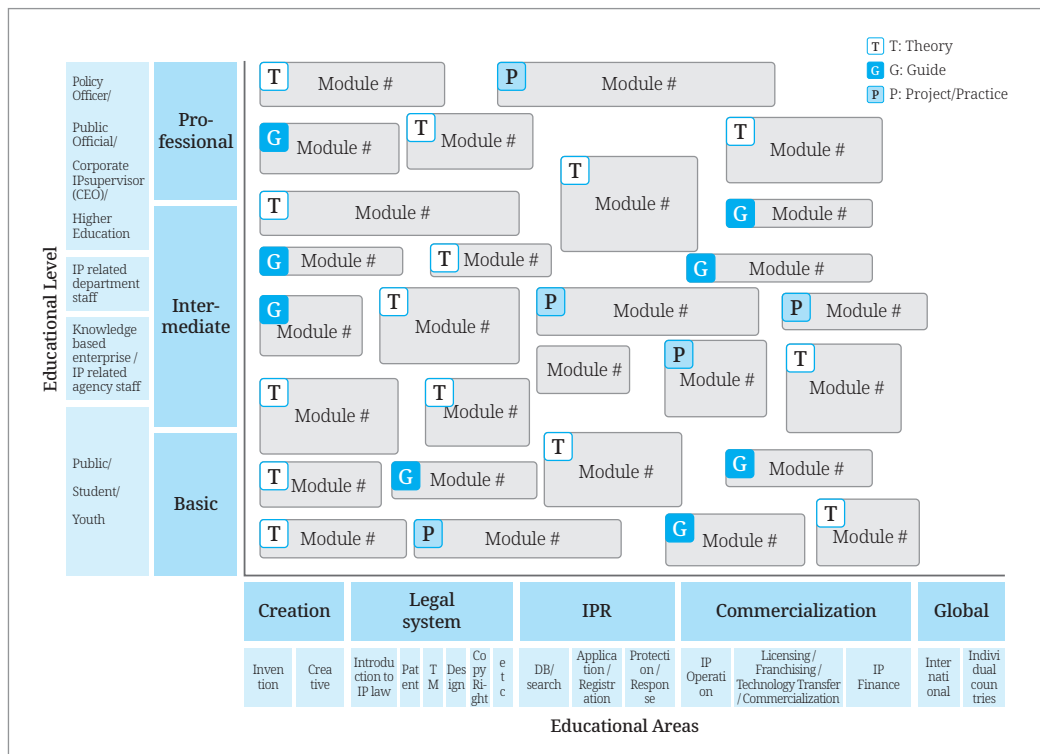 T T: Theory
G G: Guide
P P: Project/Practice
Educational Level
Policy
Officer/
Public
Official/
Corporate
IPsupervisor
(CEO)/
Higher
Education
IP related
department
staff
Knowledge
based
enterprise /
IP related
agency staff
Public/
Student/
Youth
Pro-
fessional
Inter-
mediate
Basic
T Module #
P Module #
G Module #
T Module #
T Module #
T Module #
T Module #
G Module #
G Module #
T Module #
G Module #
G Module #
T Module #
P Module #
P Module #
Module #
P Module #
T Module #
T Module #
T Module #
T Module #
G Module #
T Module #
G Module #
T Module #
P Module #
G Module #
T Module #
Creation
Legal
system
IPR
Commercialization
Global
Inven
tion
Crea
tive
Introdu
ction to
IP law
Pat
ent
T
M
Des
ign
Co
py
Ri-
ght
e
t
c
DB/
search
Applica
tion /
Registr
ation
Protecti
on /
Respon
se
IP
Operati
on
Licensing /
Franchising /
Technology Transfer
/ Commercialization
IP
Finance
Inter
nati
onal
Indivi
dual
coun
tries
Educational Areas